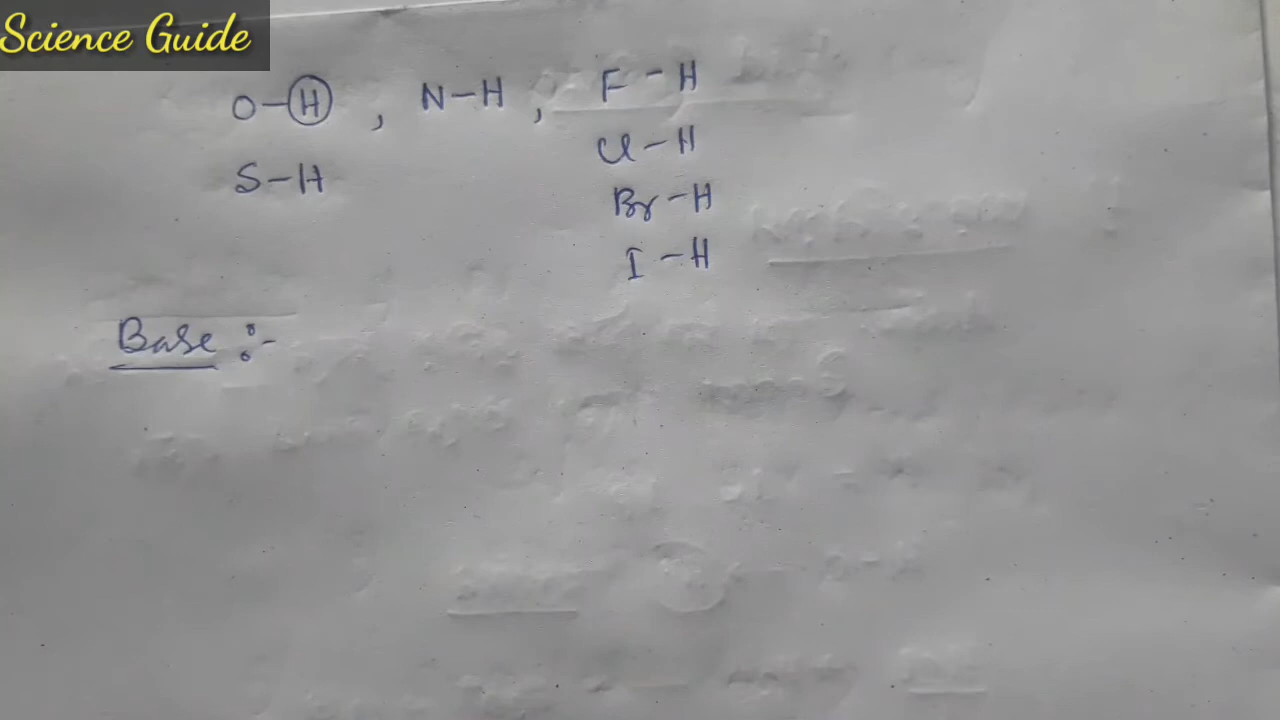 Science Guide
O-H, N-H, F-H
Cl-H
S-H
Br-H
I-H
Base :-